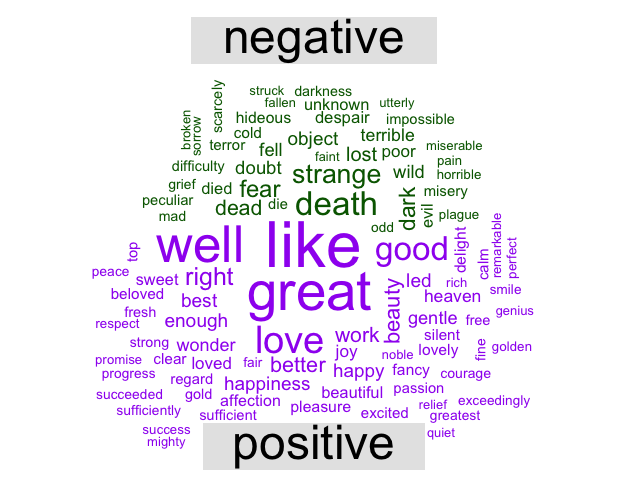 negative
struck darkness
scarcely fallen unknown utterly
hideous despair impossible
broken sorrow cold object terrible
terror fell faint lost poor miserable
difficulty doubt strange wild pain horrible
grief died fear misery
peculiar dead die death dark evil plague
mad odd
top well like good delight calm remarkable perfect
peace sweet right great led rich smile
beloved best beauty heaven
fresh enough gentle free genius
respect love work silent
strong wonder joy noble lovely fine golden
promise clear loved fair better happy fancy courage
progress regard happiness passion
succeeded gold affection beautiful relief exceedingly
sufficiently sufficient pleasure excited greatest
success quiet
mighty
positive